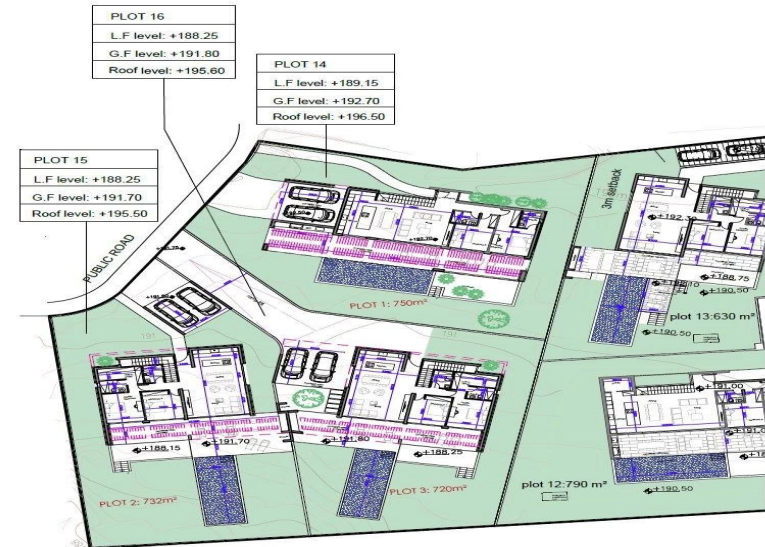 PLOT 16
L.F level: +188.25
G.F level: +191.80
Roof level: +195.60
PLOT 14
L.F level: +189.15
G.F level: +192.70
Roof level: +196.50
PLOT 15
L.F level: +188.25
G.F level: +191.70
Roof level: +195.50
PUBLIC ROAD
3m setback
PLOT 1: 750m²
191
191
+188.75
+190.50
plot 13:630 m²
+190.50
+191.00
+188.15
+191.70
+191.80
+188.25
PLOT 2: 732m²
PLOT 3: 720m²
plot 12:790 m²
+190.50